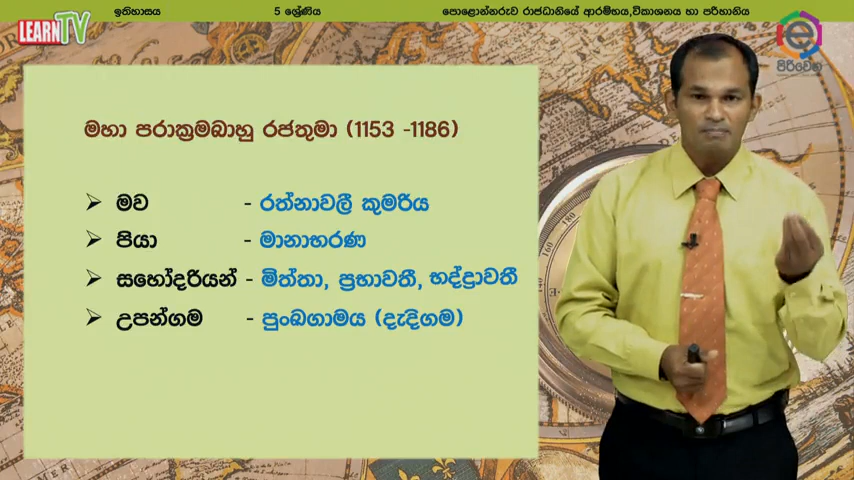 LEARN TV
ඉතිහාසය 5 ශ්‍රේණිය පොළොන්නරුව රාජධානියේ ආරම්භය,විකාශනය හා පරිහානිය
e
පිරිවෙන
මහා පරාක්‍රමබාහු රජතුමා (1153 -1186)
➢ මව - රත්නාවලී කුමරිය
➢ පියා - මානාභරණ
➢ සහෝදරියන් - මිත්තා, ප්‍රභාවතී, භද්ද්‍රාවතී
➢ උපන්ගම - පුංඛගාමය (දැදිගම)
160